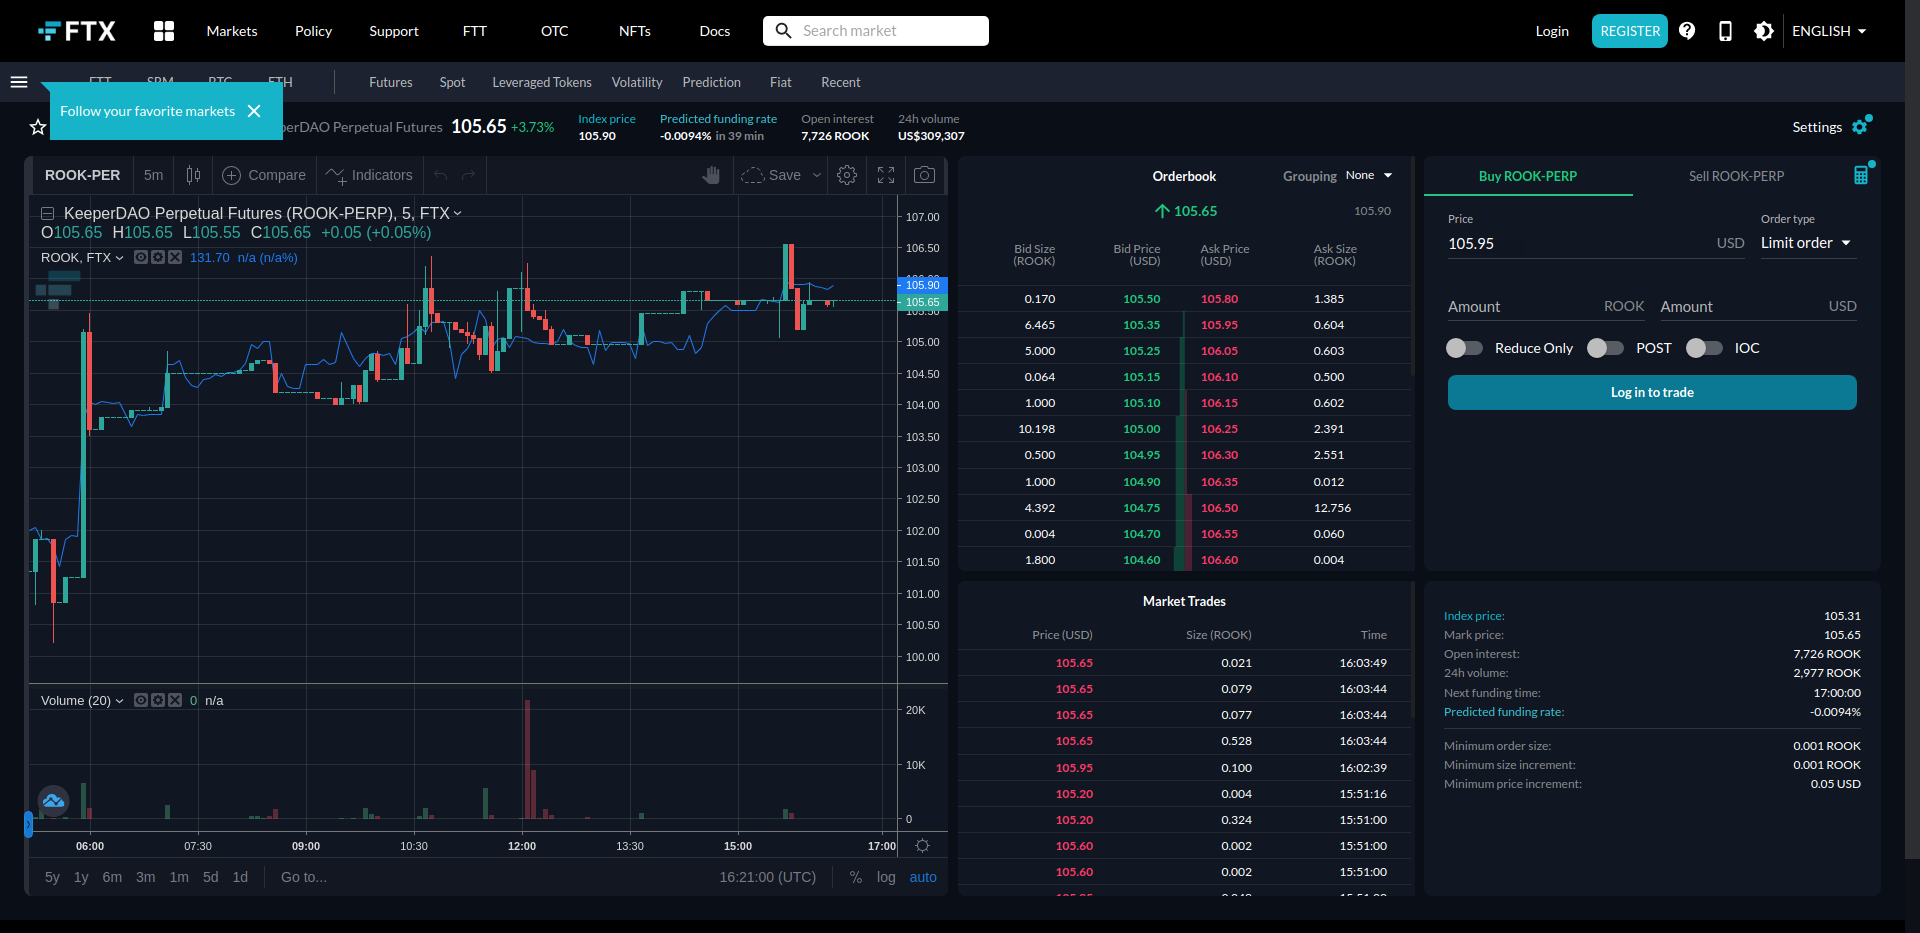 FTX Markets Policy Support FTT OTC NFTs Docs Search market Login REGISTER ENGLISH
FTT SRM BTC ETH Futures Spot Leveraged Tokens Volatility Prediction Fiat Recent
Follow your favorite markets
Perpetual Futures 105.65 +3.73%
Index price
105.90
Predicted funding rate
-0.0094% in 39 min
Open interest
7,726 ROOK
24h volume
US$309,307
Settings
ROOK-PER 5m Compare Indicators Save
KeeperDAO Perpetual Futures (ROOK-PERP), 5, FTX
O105.65 H105.65 L105.55 C105.65 +0.05 (+0.05%)
ROOK, FTX 131.70 n/a (n/a%)
107.00
106.50
105.90
105.65
105.00
104.50
104.00
103.50
103.00
102.50
102.00
101.50
101.00
100.50
100.00
Volume (20) 0 n/a
20K
10K
0
06:00 07:30 09:00 10:30 12:00 13:30 15:00 17:00
5y 1y 6m 3m 1m 5d 1d Go to... 16:21:00 (UTC) % log auto
Orderbook Grouping None
105.65 105.90
Bid Size (ROOK) Bid Price (USD) Ask Price (USD) Ask Size (ROOK)
0.170 105.50 105.80 1.385
6.465 105.35 105.95 0.604
5.000 105.25 106.05 0.603
0.064 105.15 106.10 0.500
1.000 105.10 106.15 0.602
10.198 105.00 106.25 2.391
0.500 104.95 106.30 2.551
1.000 104.90 106.35 0.012
4.392 104.75 106.50 12.756
0.004 104.70 106.55 0.060
1.800 104.60 106.60 0.004
Market Trades
Price (USD) Size (ROOK) Time
105.65 0.021 16:03:49
105.65 0.079 16:03:44
105.65 0.077 16:03:44
105.65 0.528 16:03:44
105.95 0.100 16:02:39
105.20 0.004 15:51:16
105.20 0.324 15:51:00
105.60 0.002 15:51:00
105.60 0.002 15:51:00
Buy ROOK-PERP Sell ROOK-PERP
Price Order type
105.95 USD Limit order
Amount ROOK Amount USD
Reduce Only POST IOC
Log in to trade
Index price: 105.31
Mark price: 105.65
Open interest: 7,726 ROOK
24h volume: 2,977 ROOK
Next funding time: 17:00:00
Predicted funding rate: -0.0094%
Minimum order size: 0.001 ROOK
Minimum size increment: 0.001 ROOK
Minimum price increment: 0.05 USD